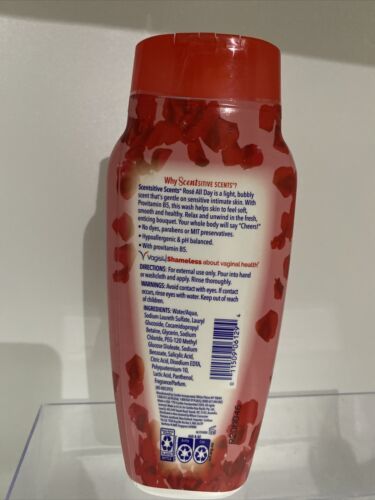 Why Scentsitive Scents®?
Scentsitive Scents® Rosé All Day is a light, bubbly
scent that's gentle on sensitive intimate skin. With
Provitamin B5, this wash helps skin to feel soft,
smooth and healthy. Relax and unwind in the fresh,
enticing bouquet. Your whole body will say "Cheers!"
• No dyes, parabens or MIT preservatives.
• Hypoallergenic & pH balanced.
• With provitamin B5.
Vagisil Shameless about vaginal health
DIRECTIONS: For external use only. Pour into hand
or washcloth and apply. Rinse thoroughly.
WARNINGS: Avoid contact with eyes. If contact
occurs, rinse eyes with water. Keep out of reach
of children.
INGREDIENTS: Water/Aqua,
Sodium Laureth Sulfate, Lauryl
Glucoside, Cocamidopropyl
Betaine, Glycerin, Sodium
Chloride, PEG-120 Methyl
Glucose Dioleate, Sodium
Benzoate, Salicylic Acid,
Citric Acid, Disodium EDTA,
Polyquaternium-10,
Lactic Acid, Panthenol,
Fragrance/Parfum.